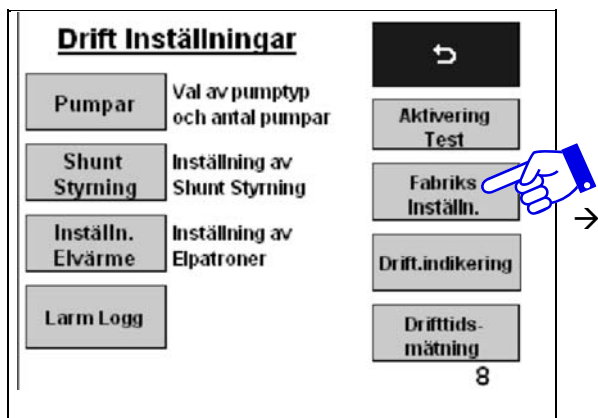 Drift Inställningar
Pumpar
Val av pumptyp
och antal pumpar
Shunt
Styrning
Inställning av
Shunt Styrning
Inställn.
Elvärme
Inställning av
Elpatroner
Larm Logg
Aktivering
Test
Fabriks
Inställn.
→
Drift.indikering
Drifttids-
mätning
8